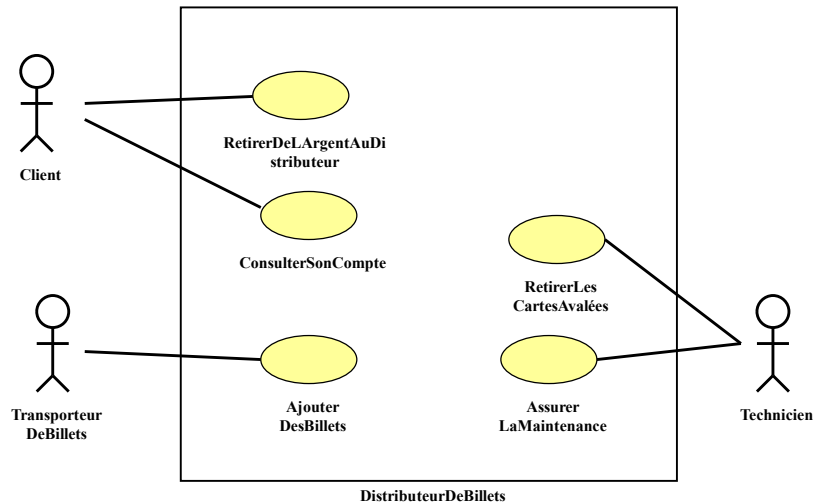 RetirerDeLArgentAuDi
stributeur
Client
ConsulterSonCompte
RetirerLes
CartesAvalées
Transporteur
DeBillets
Ajouter
DesBillets
Assurer
LaMaintenance
Technicien
DistributeurDeBillets